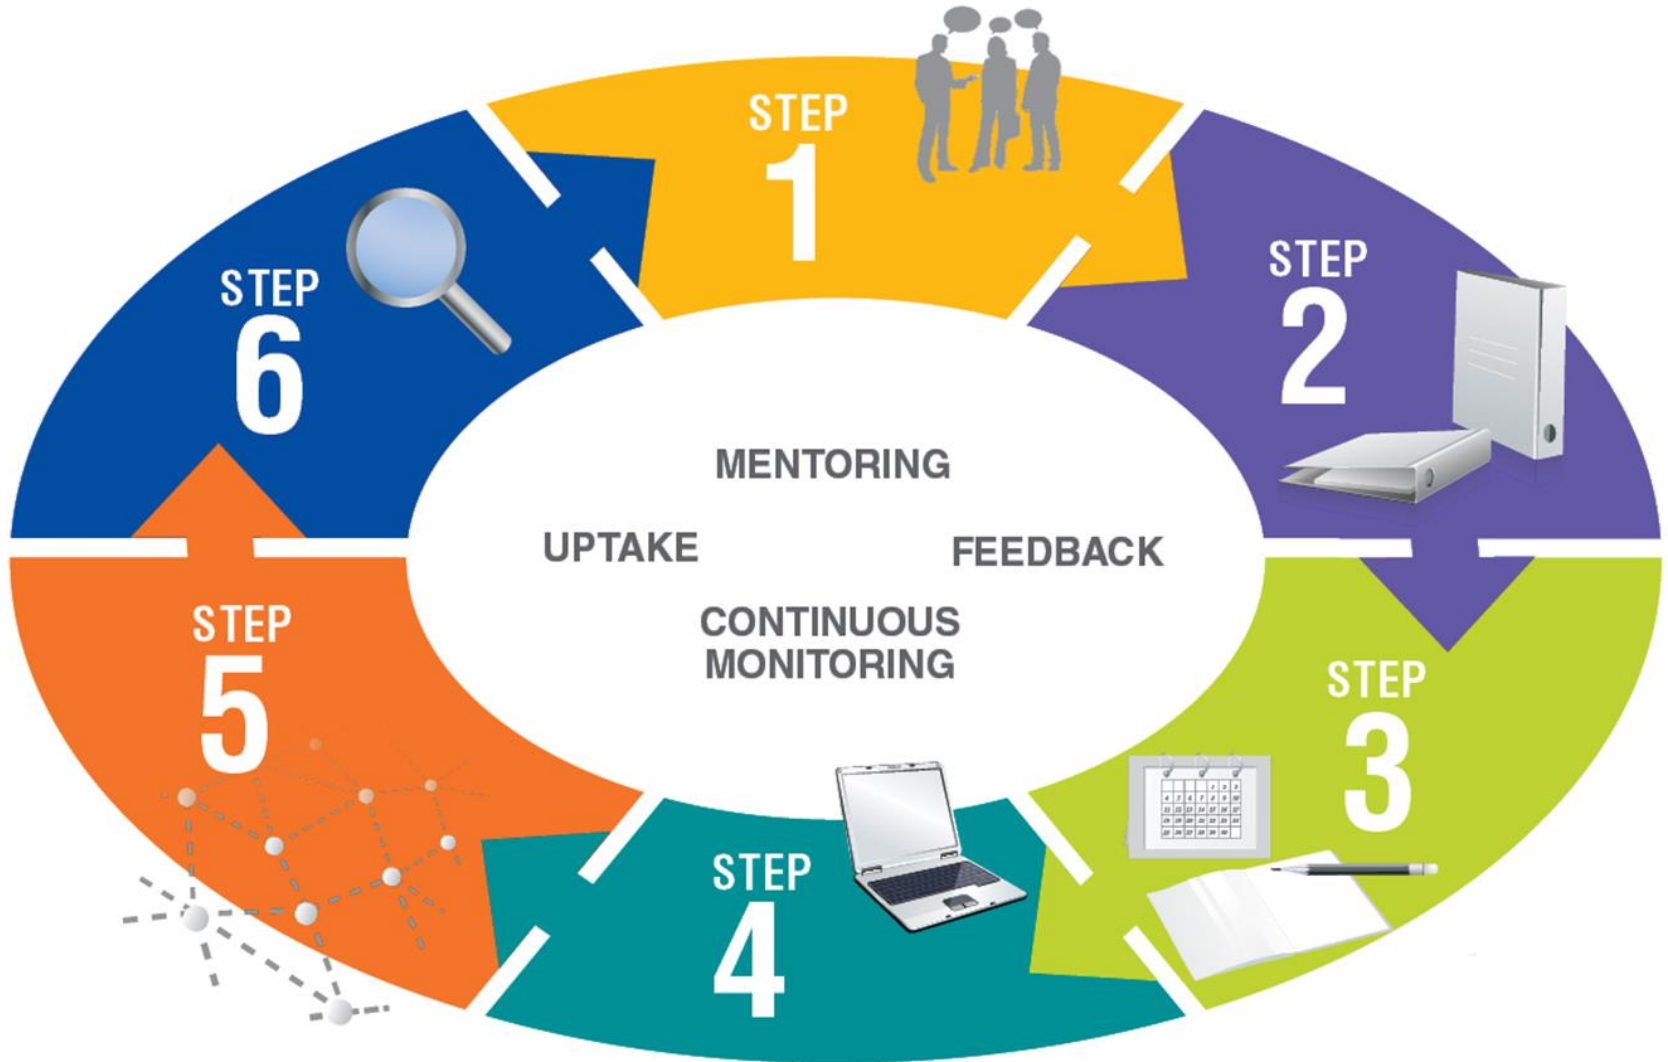 STEP
1
STEP
2
STEP
3
STEP
4
STEP
5
STEP
6
MENTORING
UPTAKE
FEEDBACK
CONTINUOUS
MONITORING